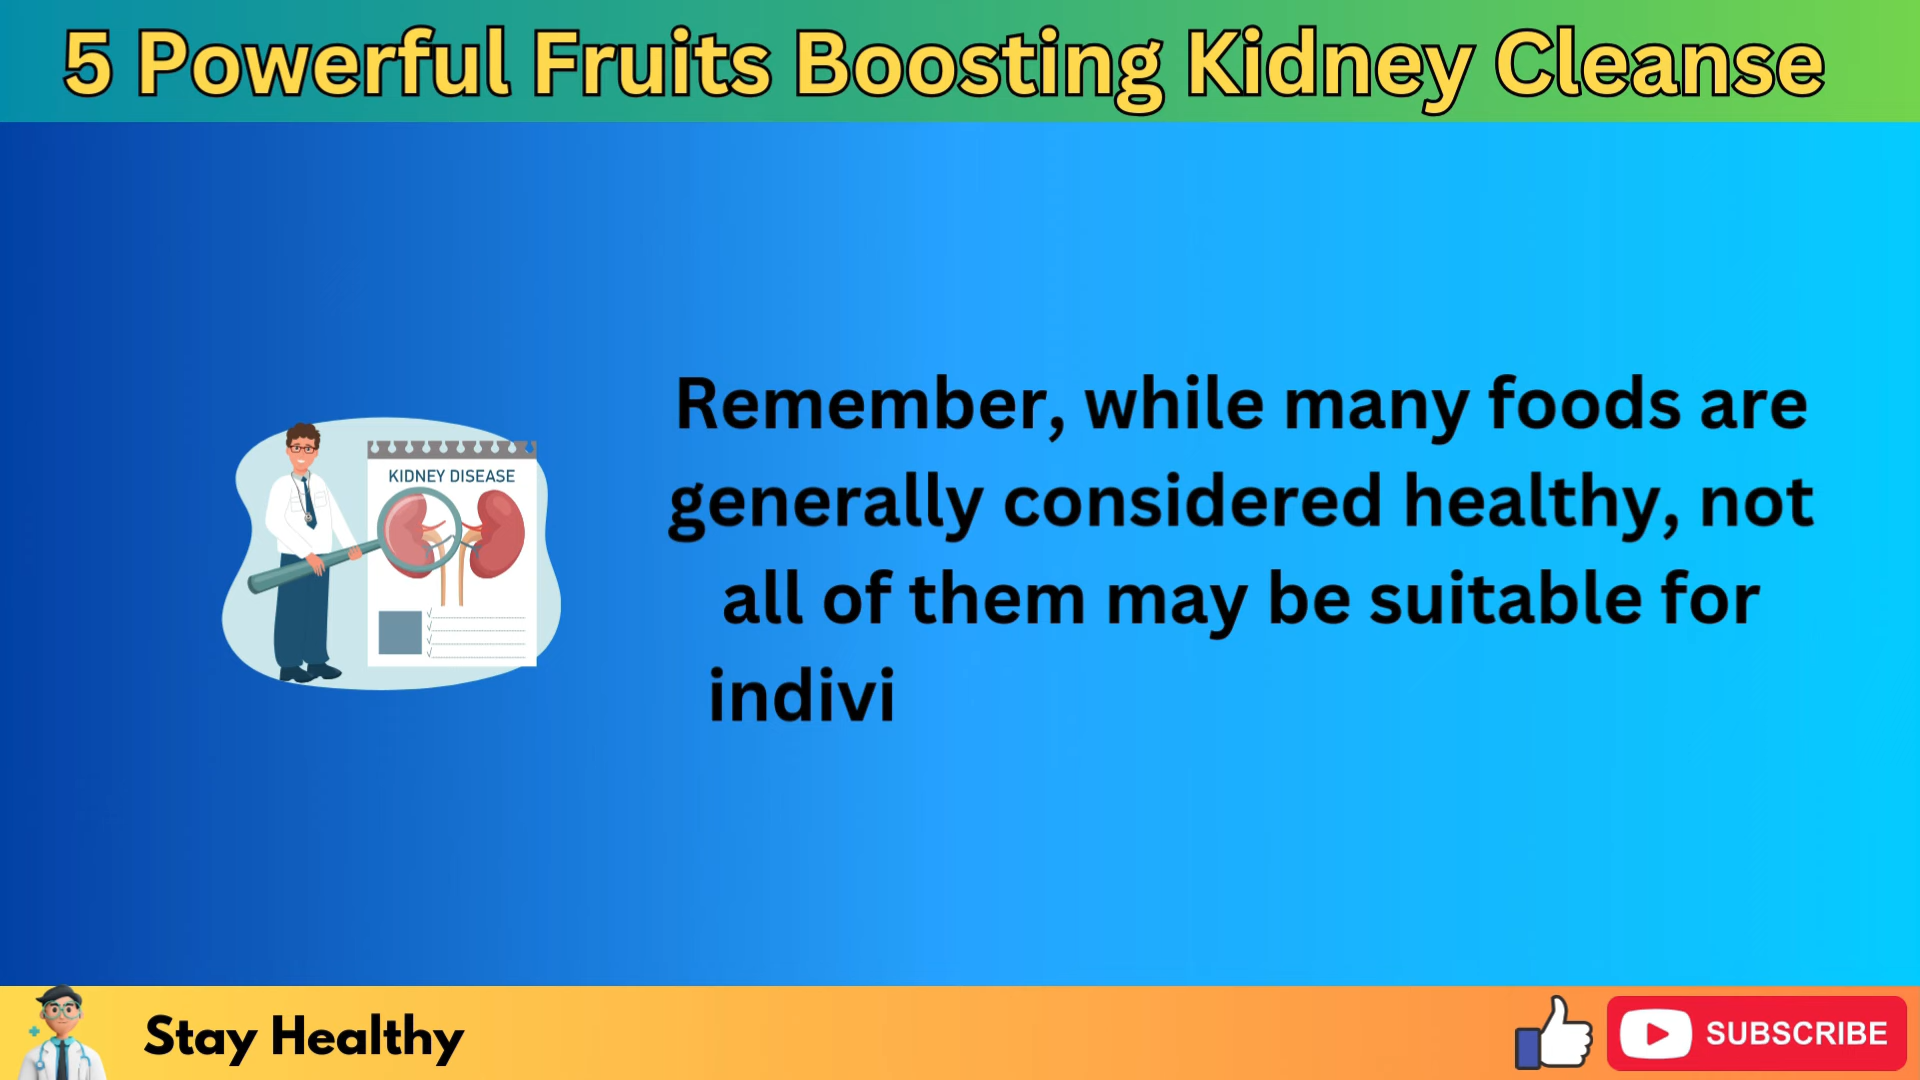 5 Powerful Fruits Boosting Kidney Cleanse
KIDNEY DISEASE
Remember, while many foods are
generally considered healthy, not
all of them may be suitable for
indivi
Stay Healthy
SUBSCRIBE